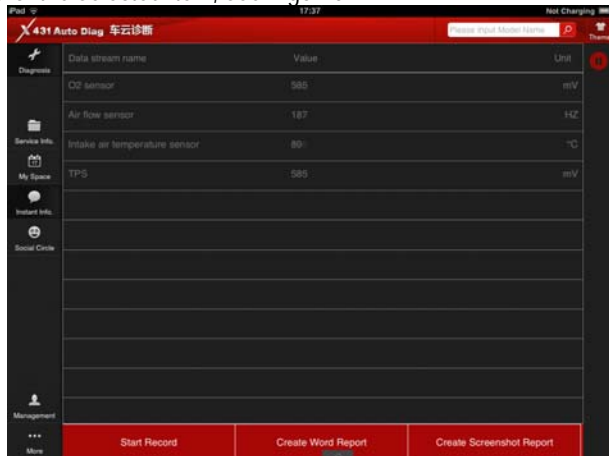 iPad 17:37 Not Charging
X 431 Auto Diag 车云诊断 Please Input Model Name
Theme
Diagnosis
Data stream name Value Unit
O2 sensor 585 mV
Air flow sensor 187 HZ
Service Info.
Intake air temperature sensor 89 °C
My Space
TPS 585 mV
Instant Info.
Social Circle
Management
More
Start Record Create Word Report Create Screenshot Report